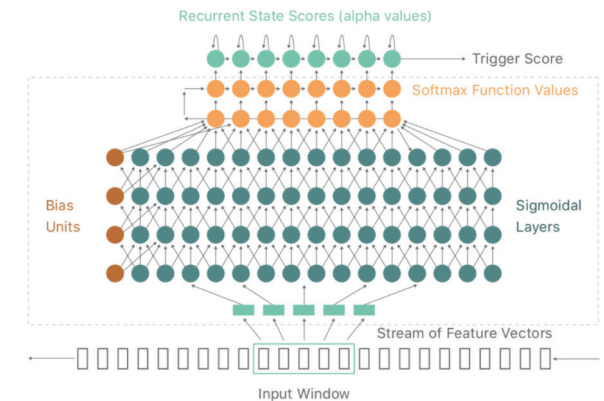 Recurrent State Scores (alpha values)
Trigger Score
Softmax Function Values
Bias
Units
Sigmoidal
Layers
Stream of Feature Vectors
Input Window